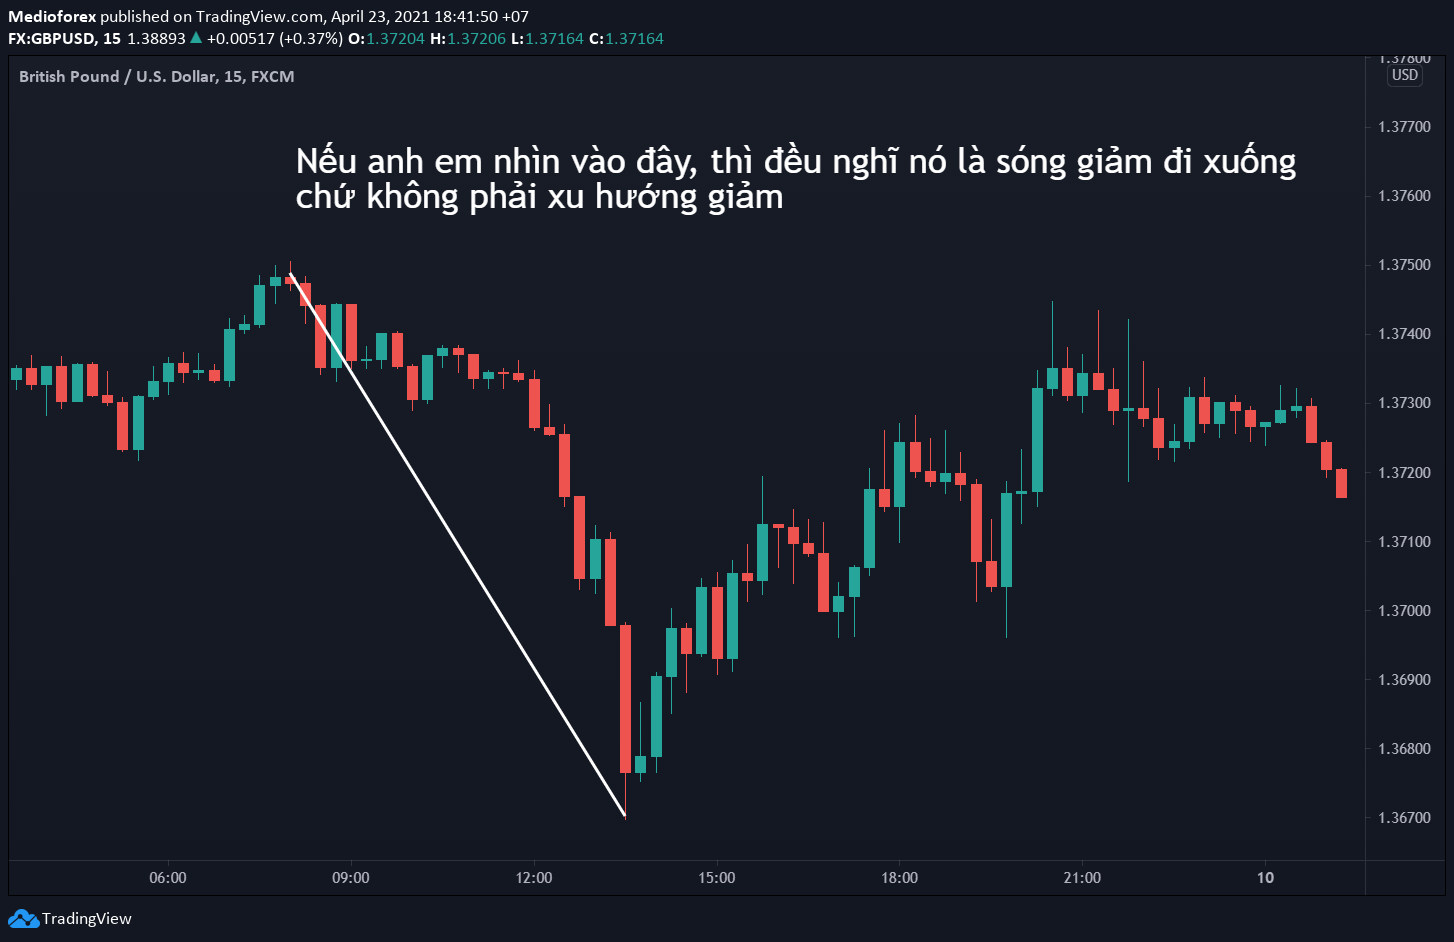 Medioforex published on TradingView.com, April 23, 2021 18:41:50 +07
FX:GBPUSD, 15 1.38893 ▲ +0.00517 (+0.37%) O:1.37204 H:1.37206 L:1.37164 C:1.37164
British Pound / U.S. Dollar, 15, FXCM
1.37800
USD
1.37700
Nếu anh em nhìn vào đây, thì đều nghĩ nó là sóng giảm đi xuống
chứ không phải xu hướng giảm
1.37600
1.37500
1.37400
1.37300
1.37200
1.37100
1.37000
1.36900
1.36800
1.36700
06:00 09:00 12:00 15:00 18:00 21:00 10
TradingView